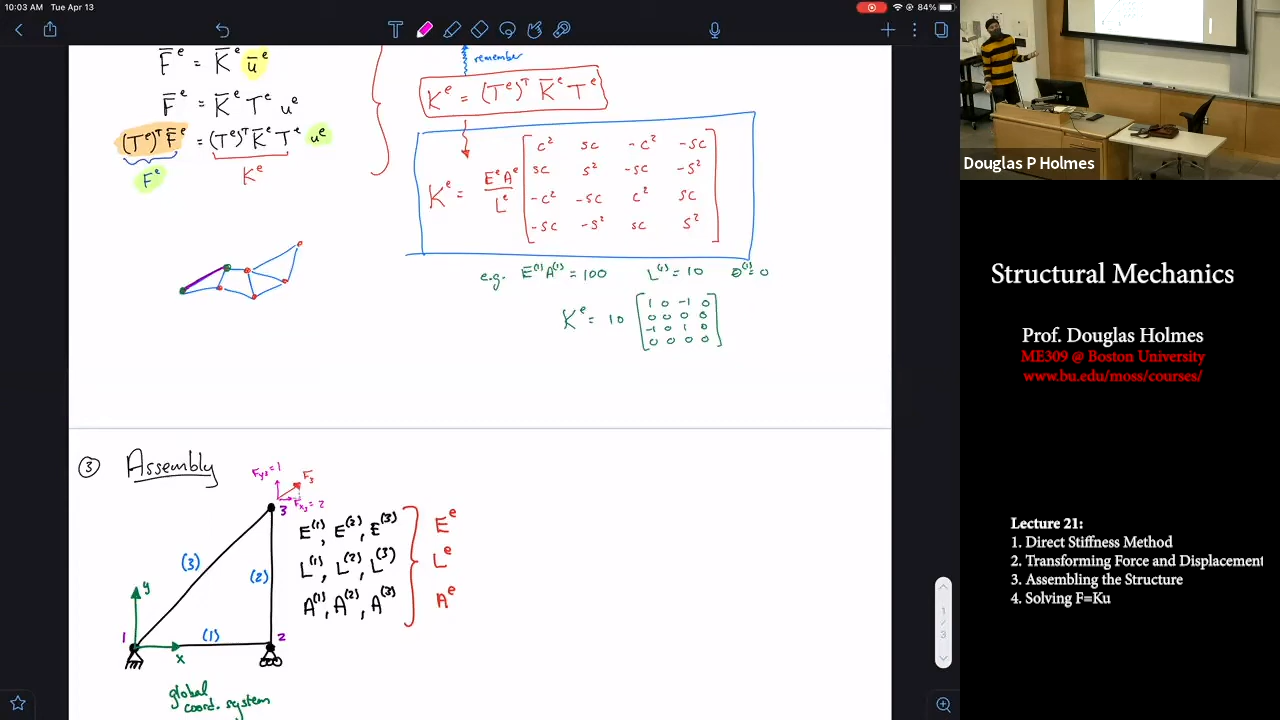 10:03 AM Tue Apr 13
84%
F̄ᵉ = K̄ᵉ ūᵉ
F̄ᵉ = K̄ᵉ Tᵉ uᵉ
(Tᵉ)ᵀ F̄ᵉ = (Tᵉ)ᵀ K̄ᵉ Tᵉ uᵉ
Fᵉ Kᵉ
remember
Kᵉ = (Tᵉ)ᵀ K̄ᵉ Tᵉ
Kᵉ = EᵉAᵉ/Lᵉ
c² sc -c² -sc
sc s² -sc -s²
-c² -sc c² sc
-sc -s² sc s²
e.g. E⁽¹⁾A⁽¹⁾ = 100 L⁽¹⁾ = 10 θ⁽¹⁾ = 0
Kᵉ = 10
1 0 -1 0
0 0 0 0
-1 0 1 0
0 0 0 0
③ Assembly
F_y3 = 1 F₃
F_x3 = 2
3
E⁽¹⁾, E⁽²⁾, E⁽³⁾ Eᵉ
L⁽¹⁾, L⁽²⁾, L⁽³⁾ Lᵉ
A⁽¹⁾, A⁽²⁾, A⁽³⁾ Aᵉ
(3)
(2)
y
1 (1) 2
x
global
coord. system
1
/
3
Douglas P Holmes
Structural Mechanics
Prof. Douglas Holmes
ME309 @ Boston University
www.bu.edu/moss/courses/
Lecture 21:
1. Direct Stiffness Method
2. Transforming Force and Displacement
3. Assembling the Structure
4. Solving F=Ku